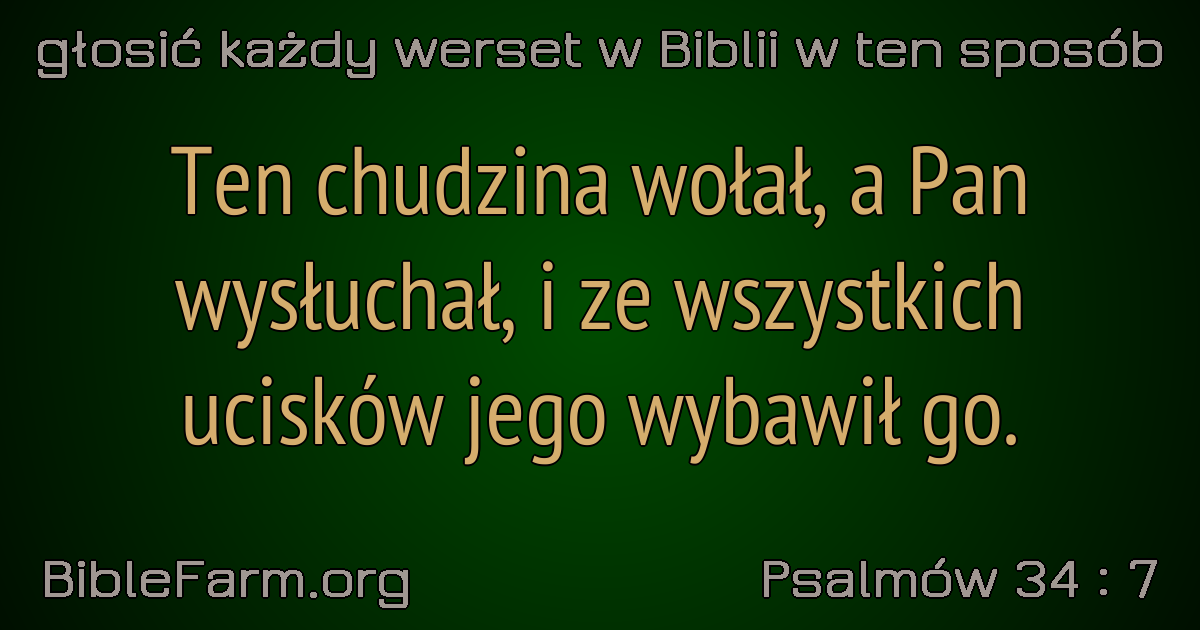 głosić każdy werset w Biblii w ten sposób
Ten chudzina wołał, a Pan
wysłuchał, i ze wszystkich
ucisków jego wybawił go.
BibleFarm.org
Psalmów 34 : 7